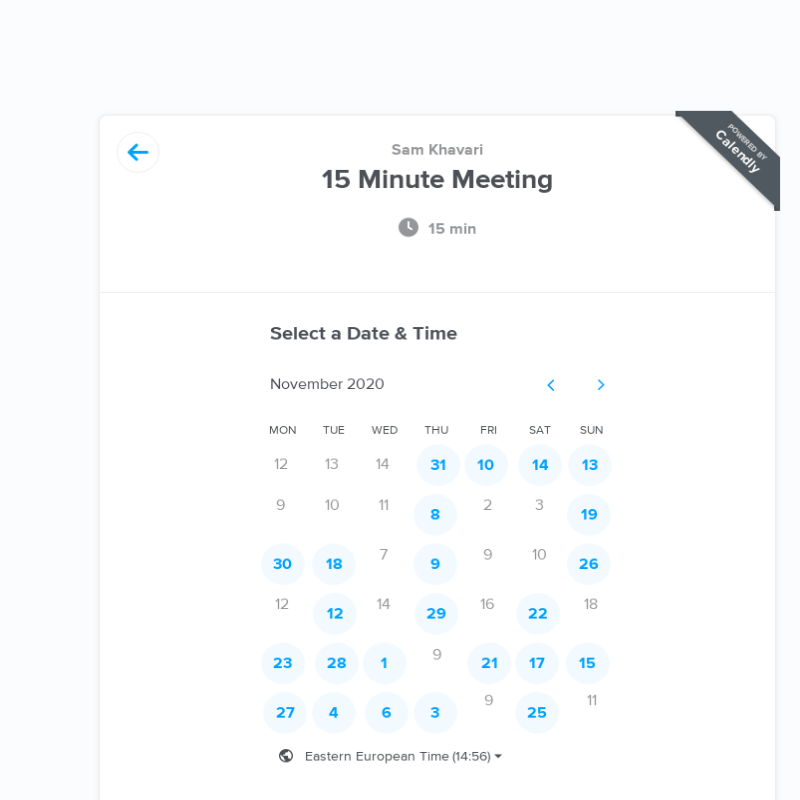 POWERED BY
Calendly
Sam Khavari
15 Minute Meeting
15 min
Select a Date & Time
November 2020
MON TUE WED THU FRI SAT SUN
12 13 14 31 10 14 13
9 10 11 8 2 3 19
30 18 7 9 9 10 26
12 12 14 29 16 22 18
23 28 1 9 21 17 15
27 4 6 3 9 25 11
Eastern European Time (14:56)